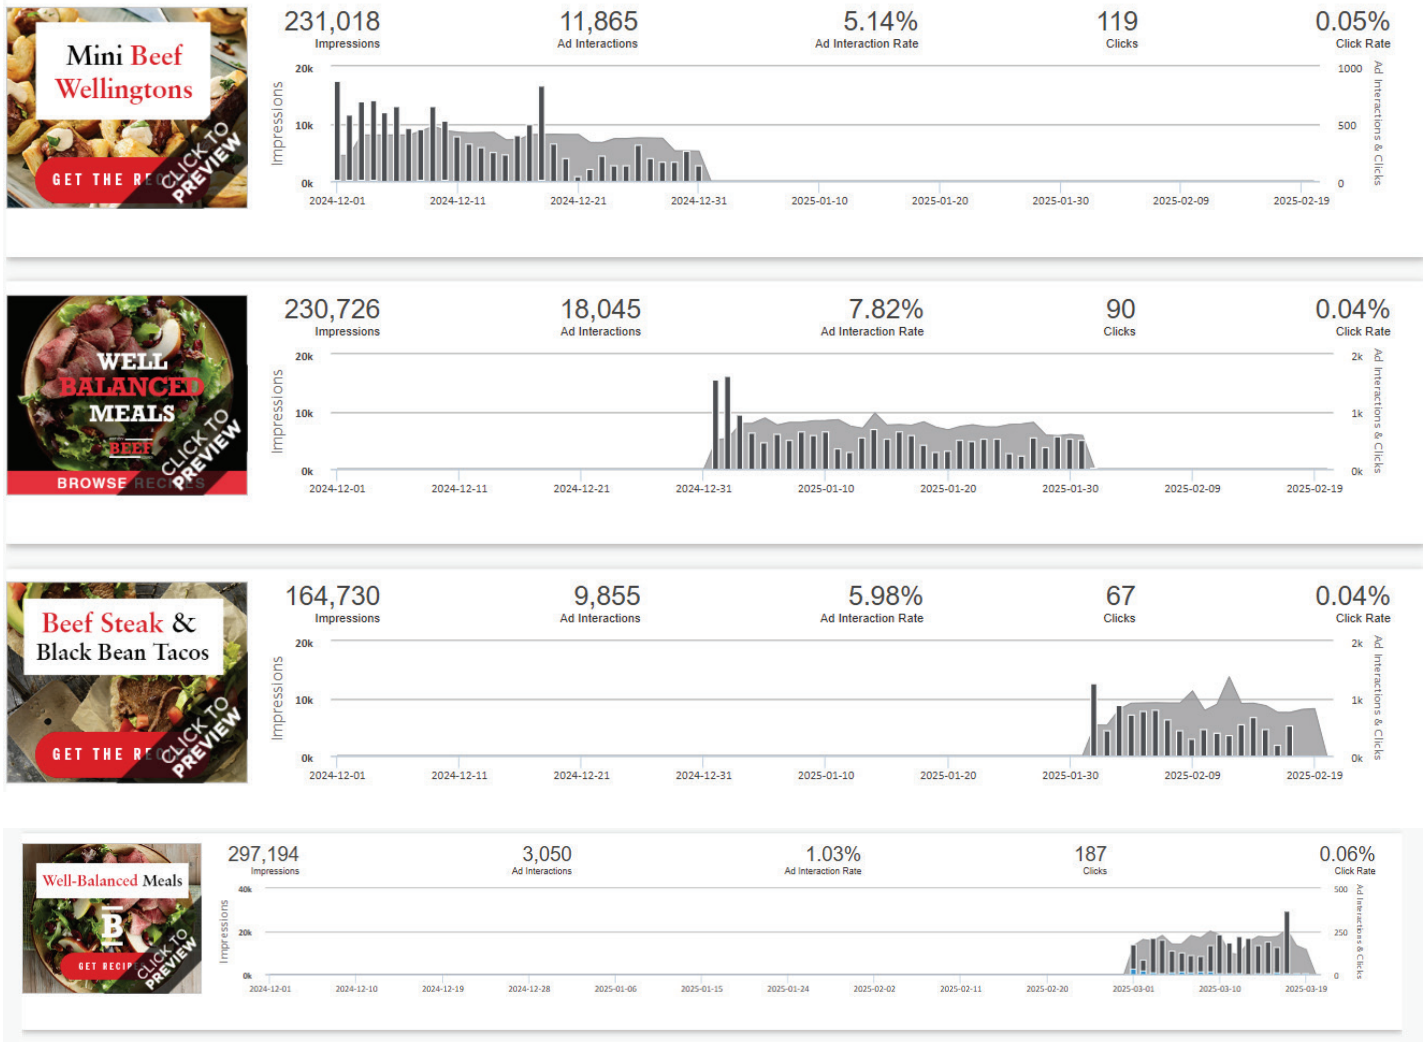 Mini Beef
Wellingtons
GET THE
CLICK TO
PREVIEW
231,018
Impressions
11,865
Ad Interactions
5.14%
Ad Interaction Rate
119
Clicks
0.05%
Click Rate
20k
10k
0k
Impressions
1000
500
0
Ad Interactions & Clicks
2024-12-01
2024-12-11
2024-12-21
2024-12-31
2025-01-10
2025-01-20
2025-01-30
2025-02-09
2025-02-19
WELL
BALANCED
MEALS
BEEF
BROWSE RECIPES
CLICK TO
PREVIEW
230,726
Impressions
18,045
Ad Interactions
7.82%
Ad Interaction Rate
90
Clicks
0.04%
Click Rate
20k
10k
0k
Impressions
2k
1k
0k
Ad Interactions & Clicks
2024-12-01
2024-12-11
2024-12-21
2024-12-31
2025-01-10
2025-01-20
2025-01-30
2025-02-09
2025-02-19
Beef Steak &
Black Bean Tacos
GET THE
CLICK TO
PREVIEW
164,730
Impressions
9,855
Ad Interactions
5.98%
Ad Interaction Rate
67
Clicks
0.04%
Click Rate
20k
10k
0k
Impressions
2k
1k
0k
Ad Interactions & Clicks
2024-12-01
2024-12-11
2024-12-21
2024-12-31
2025-01-10
2025-01-20
2025-01-30
2025-02-09
2025-02-19
Well-Balanced Meals
B
GET RECIP
CLICK TO
PREVIEW
297,194
Impressions
3,050
Ad Interactions
1.03%
Ad Interaction Rate
187
Clicks
0.06%
Click Rate
40k
20k
0k
Impressions
500
250
0
Ad Interactions & Clicks
2024-12-01
2024-12-10
2024-12-19
2024-12-28
2025-01-06
2025-01-15
2025-01-24
2025-02-02
2025-02-11
2025-02-20
2025-03-01
2025-03-10
2025-03-19